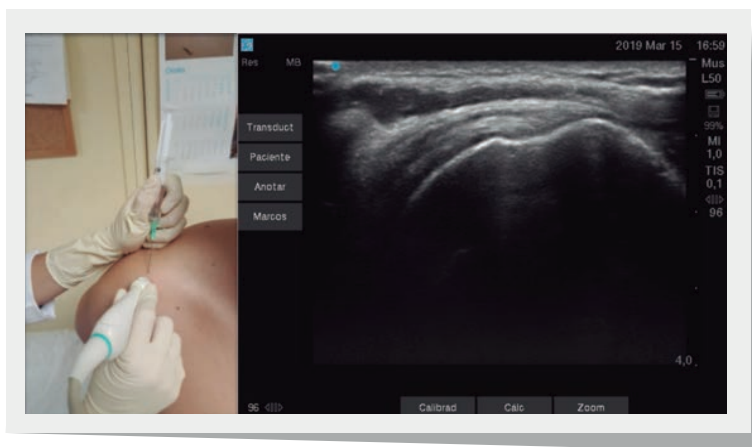 2019 Mar 15 16:59
Res MB
Mus
L50
99%
MI
1,0
TIS
0,1
96
Transduct
Paciente
Anotar
Marcos
4,0
96
Calibrad Calc Zoom